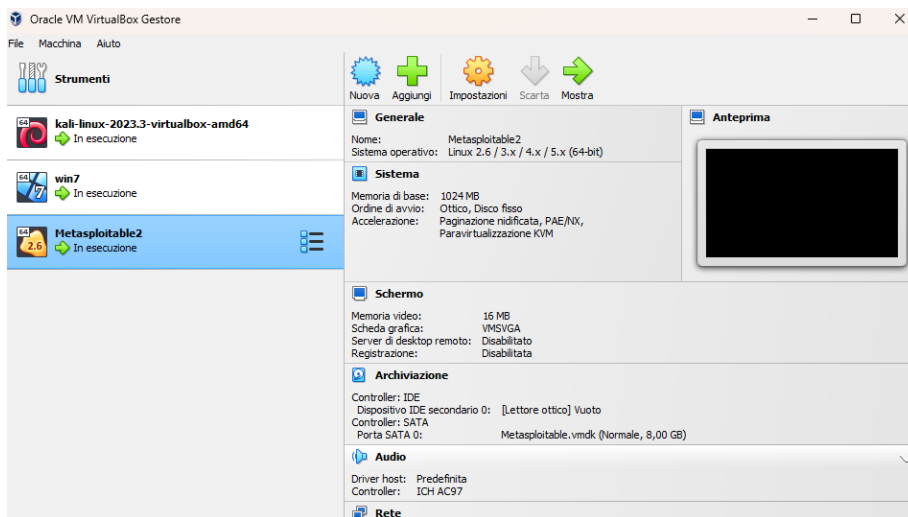 Oracle VM VirtualBox Gestore
File Macchina Aiuto
Strumenti
64 kali-linux-2023.3-virtualbox-amd64
In esecuzione
64 win7
In esecuzione
64 2.6 Metasploitable2
In esecuzione
Nuova Aggiungi Impostazioni Scarta Mostra
Generale
Nome: Metasploitable2
Sistema operativo: Linux 2.6 / 3.x / 4.x / 5.x (64-bit)
Anteprima
Sistema
Memoria di base: 1024 MB
Ordine di avvio: Ottico, Disco fisso
Accelerazione: Paginazione nidificata, PAE/NX,
Paravirtualizzazione KVM
Schermo
Memoria video: 16 MB
Scheda grafica: VMSVGA
Server di desktop remoto: Disabilitato
Registrazione: Disabilitata
Archiviazione
Controller: IDE
Dispositivo IDE secondario 0: [Lettore ottico] Vuoto
Controller: SATA
Porta SATA 0: Metasploitable.vmdk (Normale, 8,00 GB)
Audio
Driver host: Predefinita
Controller: ICH AC97
Rete